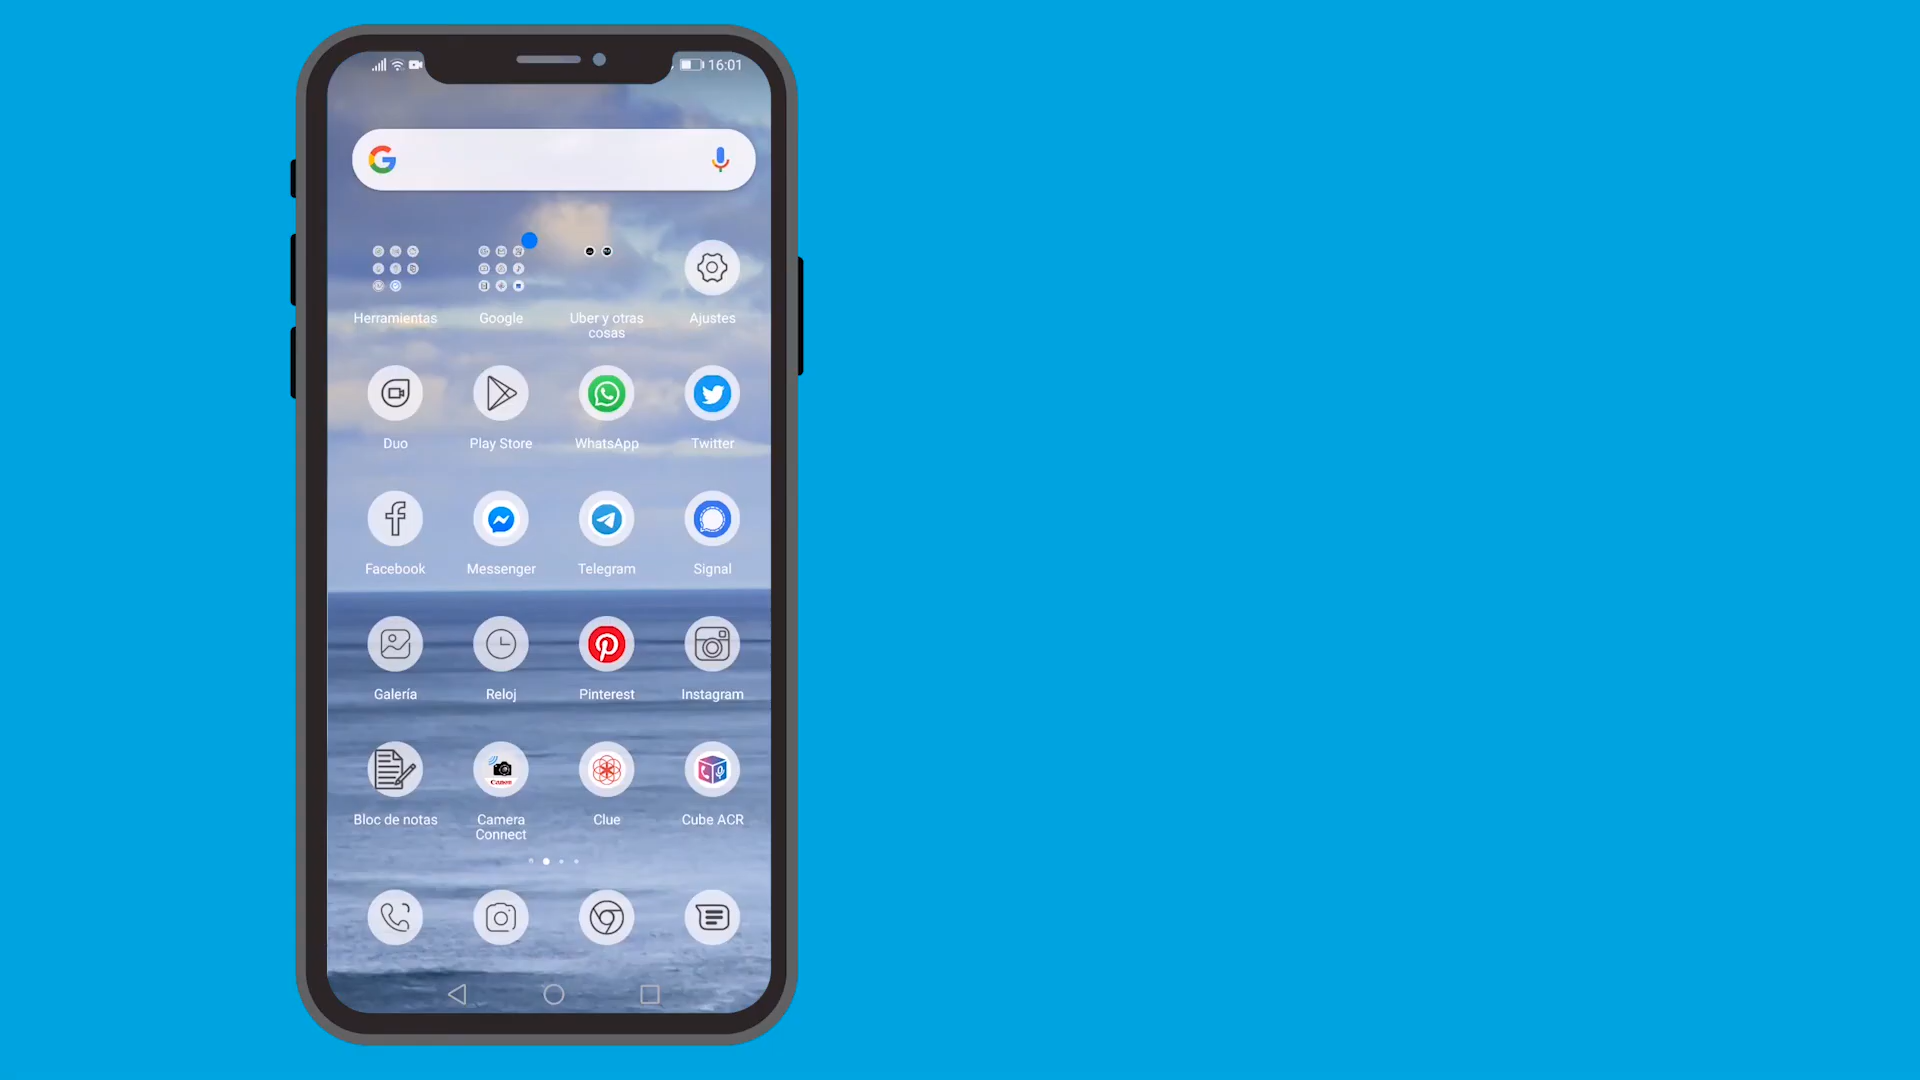 16:01
Herramientas
Google
Uber y otras
cosas
Ajustes
Duo
Play Store
WhatsApp
Twitter
Facebook
Messenger
Telegram
Signal
Galería
Reloj
Pinterest
Instagram
Canon
Bloc de notas
Camera
Connect
Clue
Cube ACR